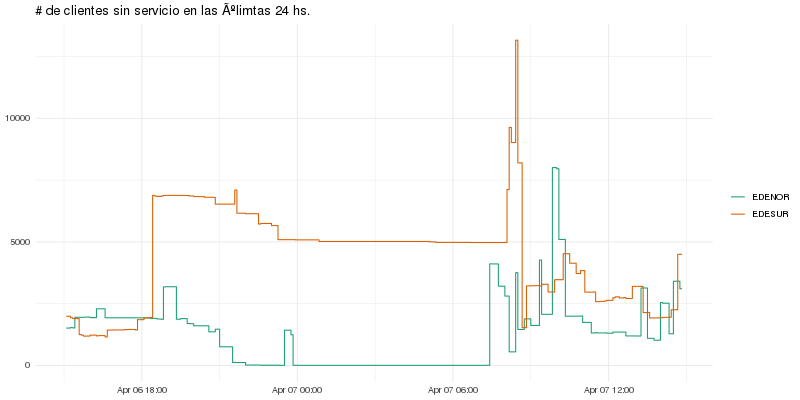 # de clientes sin servicio en las Ãºlimtas 24 hs.
10000
5000
0
Apr 06 18:00
Apr 07 00:00
Apr 07 06:00
Apr 07 12:00
EDENOR
EDESUR